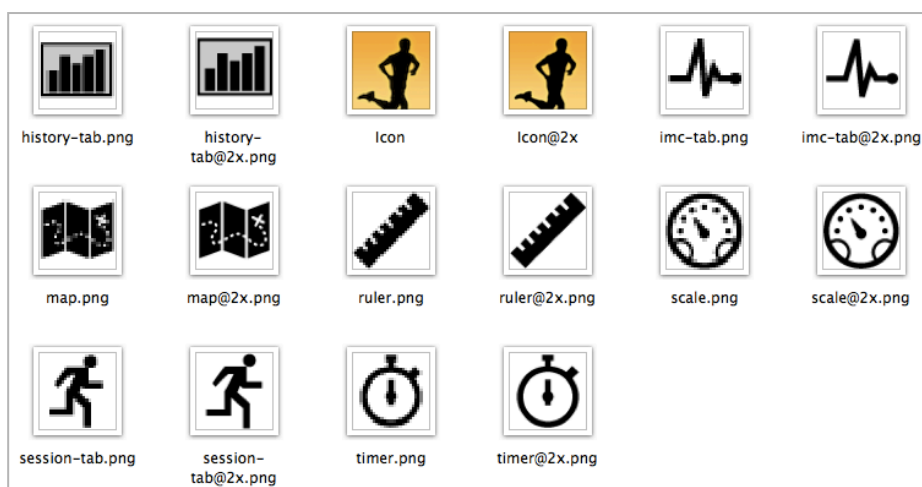 history-tab.png
history-
tab@2x.png
Icon
Icon@2x
imc-tab.png
imc-tab@2x.png
map.png
map@2x.png
ruler.png
ruler@2x.png
scale.png
scale@2x.png
session-tab.png
session-
tab@2x.png
timer.png
timer@2x.png